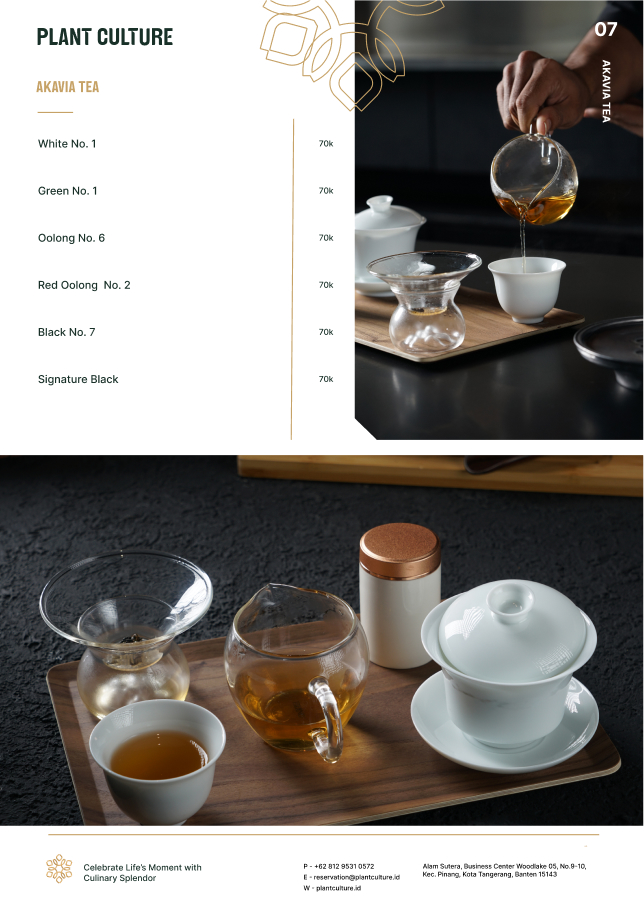 PLANT CULTURE
07
AKAVIA TEA
AKAVIA TEA
White No. 1 70k
Green No. 1 70k
Oolong No. 6 70k
Red Oolong No. 2 70k
Black No. 7 70k
Signature Black 70k
Celebrate Life's Moment with
Culinary Splendor
P - +62 812 9531 0572
E - reservation@plantculture.id
W - plantculture.id
Alam Sutera, Business Center Woodlake 05, No.9-10,
Kec. Pinang, Kota Tangerang, Banten 15143